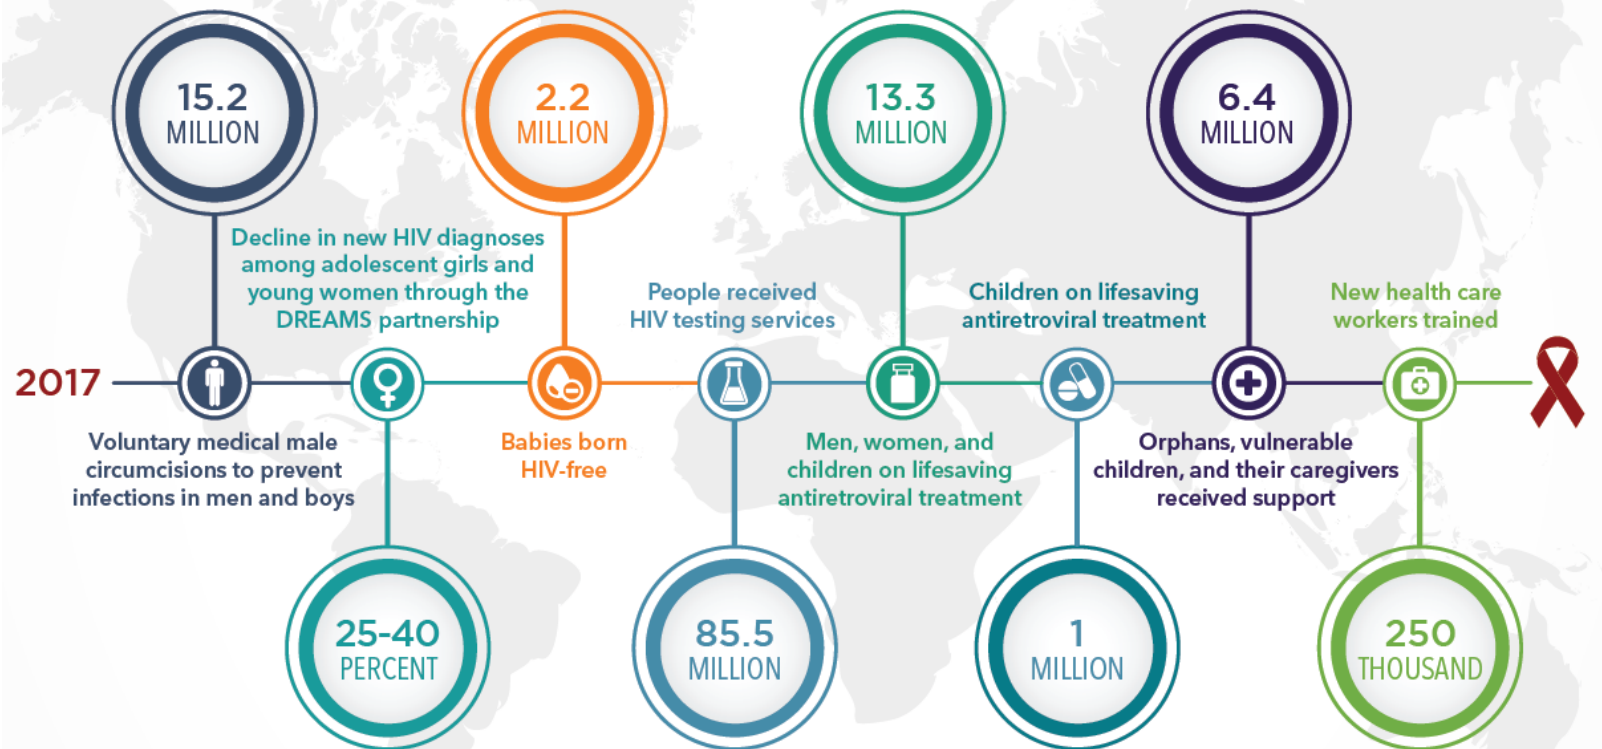 15.2
MILLION
2.2
MILLION
13.3
MILLION
6.4
MILLION
Decline in new HIV diagnoses
among adolescent girls and
young women through the
DREAMS partnership
People received
HIV testing services
Children on lifesaving
antiretroviral treatment
New health care
workers trained
2017
Voluntary medical male
circumcisions to prevent
infections in men and boys
Babies born
HIV-free
Men, women, and
children on lifesaving
antiretroviral treatment
Orphans, vulnerable
children, and their caregivers
received support
25-40
PERCENT
85.5
MILLION
1
MILLION
250
THOUSAND